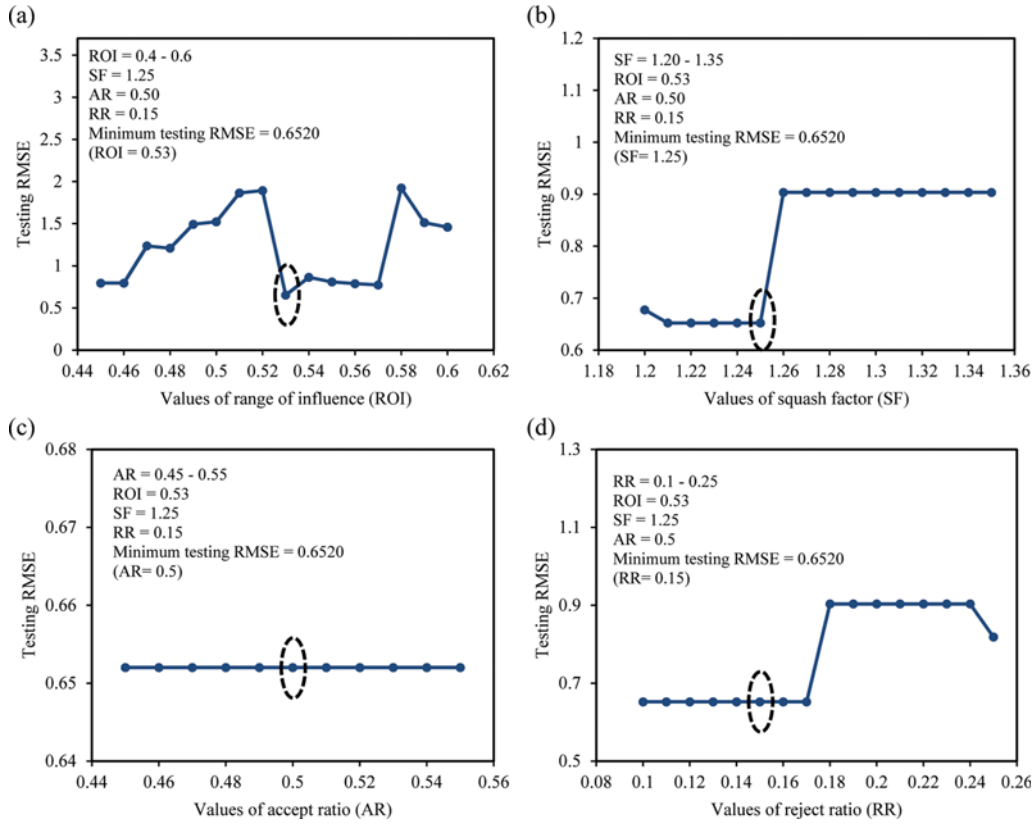 (a)
3.5
3
2.5
2
1.5
1
0.5
0
Testing RMSE
ROI = 0.4 - 0.6
SF = 1.25
AR = 0.50
RR = 0.15
Minimum testing RMSE = 0.6520
(ROI = 0.53)
0.44 0.46 0.48 0.5 0.52 0.54 0.56 0.58 0.6 0.62
Values of range of influence (ROI)
(b)
1.2
1.1
1
0.9
0.8
0.7
0.6
Testing RMSE
SF = 1.20 - 1.35
ROI = 0.53
AR = 0.50
RR = 0.15
Minimum testing RMSE = 0.6520
(SF= 1.25)
1.18 1.2 1.22 1.24 1.26 1.28 1.3 1.32 1.34 1.36
Values of squash factor (SF)
(c)
0.68
0.67
0.66
0.65
0.64
Testing RMSE
AR = 0.45 - 0.55
ROI = 0.53
SF = 1.25
RR = 0.15
Minimum testing RMSE = 0.6520
(AR= 0.5)
0.44 0.46 0.48 0.5 0.52 0.54 0.56
Values of accept ratio (AR)
(d)
1.3
1.1
0.9
0.7
0.5
Testing RMSE
RR = 0.1 - 0.25
ROI = 0.53
SF = 1.25
AR = 0.5
Minimum testing RMSE = 0.6520
(RR= 0.15)
0.08 0.1 0.12 0.14 0.16 0.18 0.2 0.22 0.24 0.26
Values of reject ratio (RR)